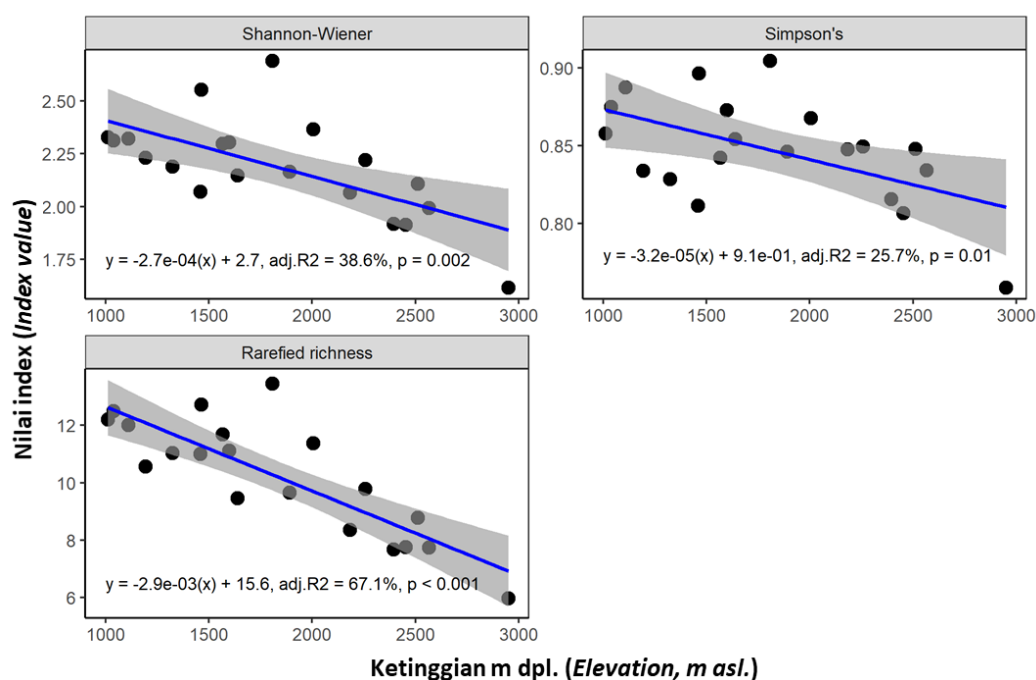 Shannon-Wiener
Simpson's
2.50
2.25
2.00
1.75
y = -2.7e-04(x) + 2.7, adj.R2 = 38.6%, p = 0.002
1000 1500 2000 2500 3000
0.90
0.85
0.80
y = -3.2e-05(x) + 9.1e-01, adj.R2 = 25.7%, p = 0.01
1000 1500 2000 2500 3000
Rarefied richness
12
10
8
6
y = -2.9e-03(x) + 15.6, adj.R2 = 67.1%, p < 0.001
1000 1500 2000 2500 3000
Nilai index (Index value)
Ketinggian m dpl. (Elevation, m asl.)